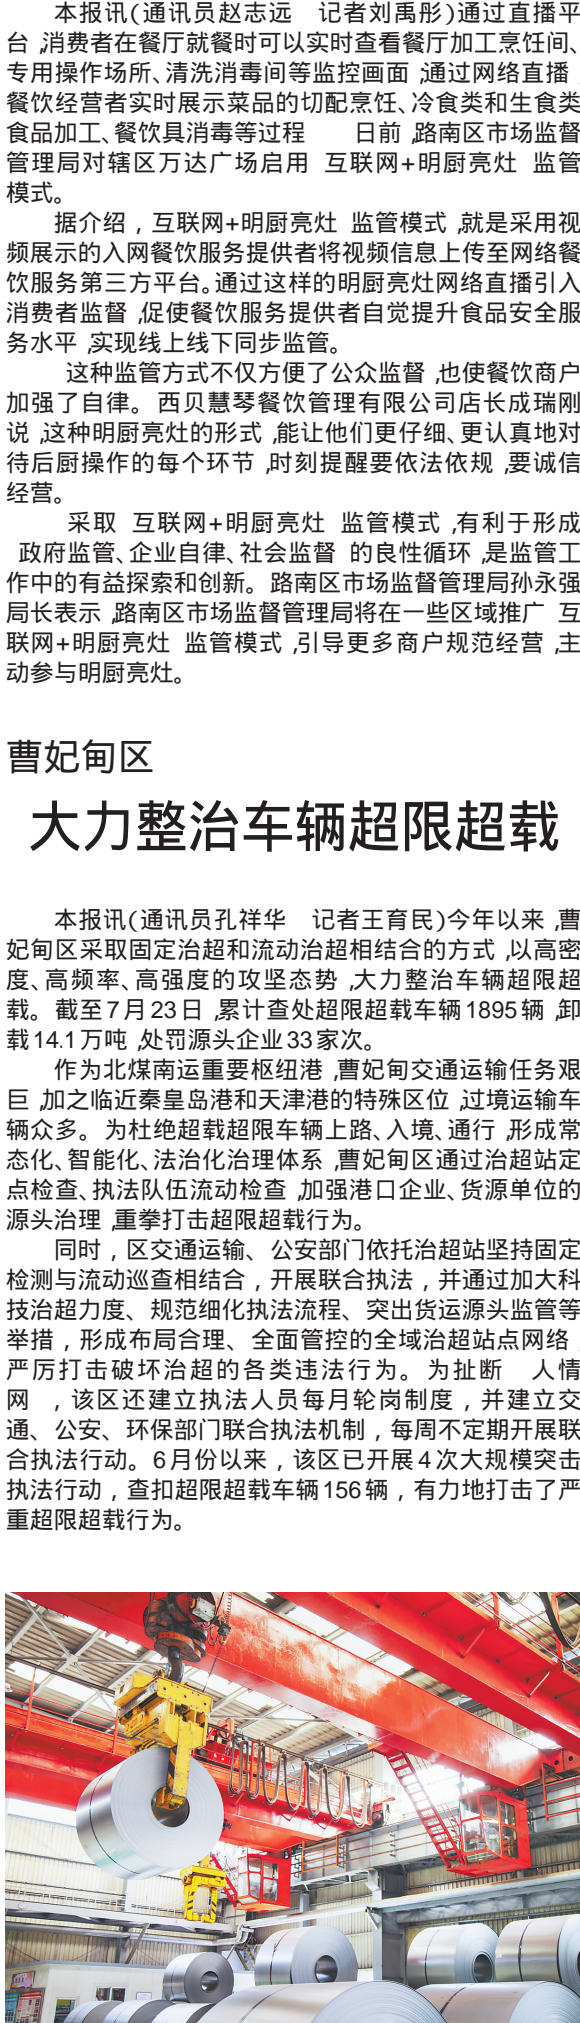 本报讯(通讯员赵志远　记者刘禹彤)通过直播平
台,消费者在餐厅就餐时可以实时查看餐厅加工烹饪间、
专用操作场所、清洗消毒间等监控画面,通过网络直播,
餐饮经营者实时展示菜品的切配烹饪、冷食类和生食类
食品加工、餐饮具消毒等过程　　日前,路南区市场监督
管理局对辖区万达广场启用 互联网+明厨亮灶 监管
模式。
据介绍，互联网+明厨亮灶 监管模式,就是采用视
频展示的入网餐饮服务提供者将视频信息上传至网络餐
饮服务第三方平台。通过这样的明厨亮灶网络直播引入
消费者监督,促使餐饮服务提供者自觉提升食品安全服
务水平,实现线上线下同步监管。
这种监管方式不仅方便了公众监督,也使餐饮商户
加强了自律。 西贝慧琴餐饮管理有限公司店长成瑞刚
说,这种明厨亮灶的形式,能让他们更仔细、更认真地对
待后厨操作的每个环节,时刻提醒要依法依规,要诚信
经营。
采取 互联网+明厨亮灶 监管模式,有利于形成
政府监管、企业自律、社会监督 的良性循环,是监管工
作中的有益探索和创新。 路南区市场监督管理局孙永强
局长表示,路南区市场监督管理局将在一些区域推广 互
联网+明厨亮灶 监管模式,引导更多商户规范经营,主
动参与明厨亮灶。
曹妃甸区
大力整治车辆超限超载
本报讯(通讯员孔祥华　记者王育民)今年以来,曹
妃甸区采取固定治超和流动治超相结合的方式,以高密
度、高频率、高强度的攻坚态势,大力整治车辆超限超
载。截至7月23日,累计查处超限超载车辆1895辆,卸
载14.1万吨,处罚源头企业33家次。
作为北煤南运重要枢纽港,曹妃甸交通运输任务艰
巨,加之临近秦皇岛港和天津港的特殊区位,过境运输车
辆众多。为杜绝超载超限车辆上路、入境、通行,形成常
态化、智能化、法治化治理体系,曹妃甸区通过治超站定
点检查、执法队伍流动检查,加强港口企业、货源单位的
源头治理,重拳打击超限超载行为。
同时，区交通运输、公安部门依托治超站坚持固定
检测与流动巡查相结合，开展联合执法，并通过加大科
技治超力度、规范细化执法流程、突出货运源头监管等
举措，形成布局合理、全面管控的全域治超站点网络，
严厉打击破坏治超的各类违法行为。为扯断 人情
网 ，该区还建立执法人员每月轮岗制度，并建立交
通、公安、环保部门联合执法机制，每周不定期开展联
合执法行动。6月份以来，该区已开展4次大规模突击
执法行动，查扣超限超载车辆156辆，有力地打击了严
重超限超载行为。